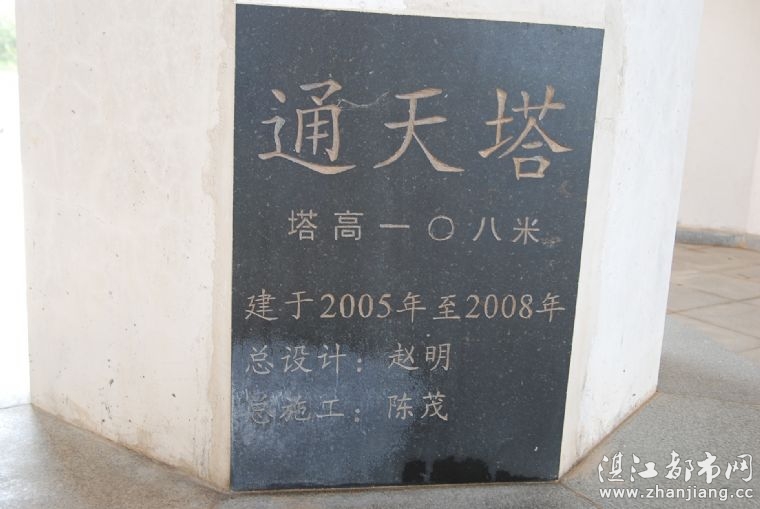 通天塔
塔高一〇八米
建于2005年至2008年
总设计：赵明
总施工：陈茂
湛江都市网
www.zhanjiang.cc